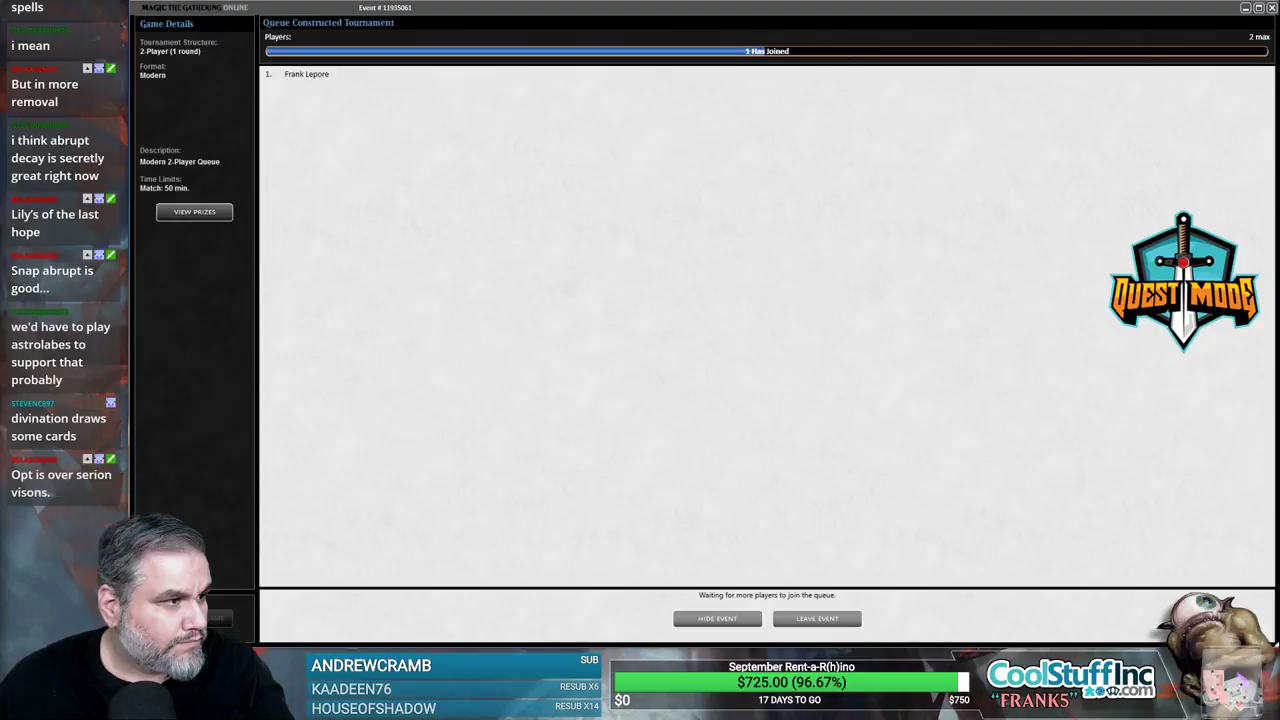 spells
i mean
But in more
removal
i think abrupt
decay is secretly
great right now
Lily's of the last
hope
Snap abrupt is
good...
we'd have to play
astrolabes to
support that
probably
STEVENC897
divination draws
some cards
Opt is over serion
visons.
MAGIC THE GATHERING ONLINE
Event # 11935061
Game Details
Tournament Structure:
2-Player (1 round)
Format:
Modern
Description:
Modern 2-Player Queue
Time Limits:
Match: 50 min.
VIEW PRIZES
Queue Constructed Tournament
Players:
2 max
1 Has Joined
1. Frank Lepore
QUEST MODE
Waiting for more players to join the queue.
HIDE EVENT
LEAVE EVENT
ANDREWCRAMB SUB
KAADEEN76 RESUB X6
HOUSEOFSHADOW RESUB X14
September Rent-a-R(h)ino
$725.00 (96.67%)
$0 17 DAYS TO GO $750
CoolStuffInc
.com
"FRANK5"